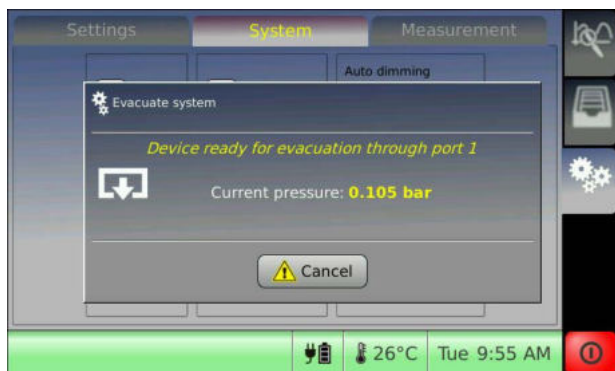 Settings
System
Measurement
Auto dimming
Evacuate system
Device ready for evacuation through port 1
Current pressure: 0.105 bar
Cancel
26°C
Tue 9:55 AM